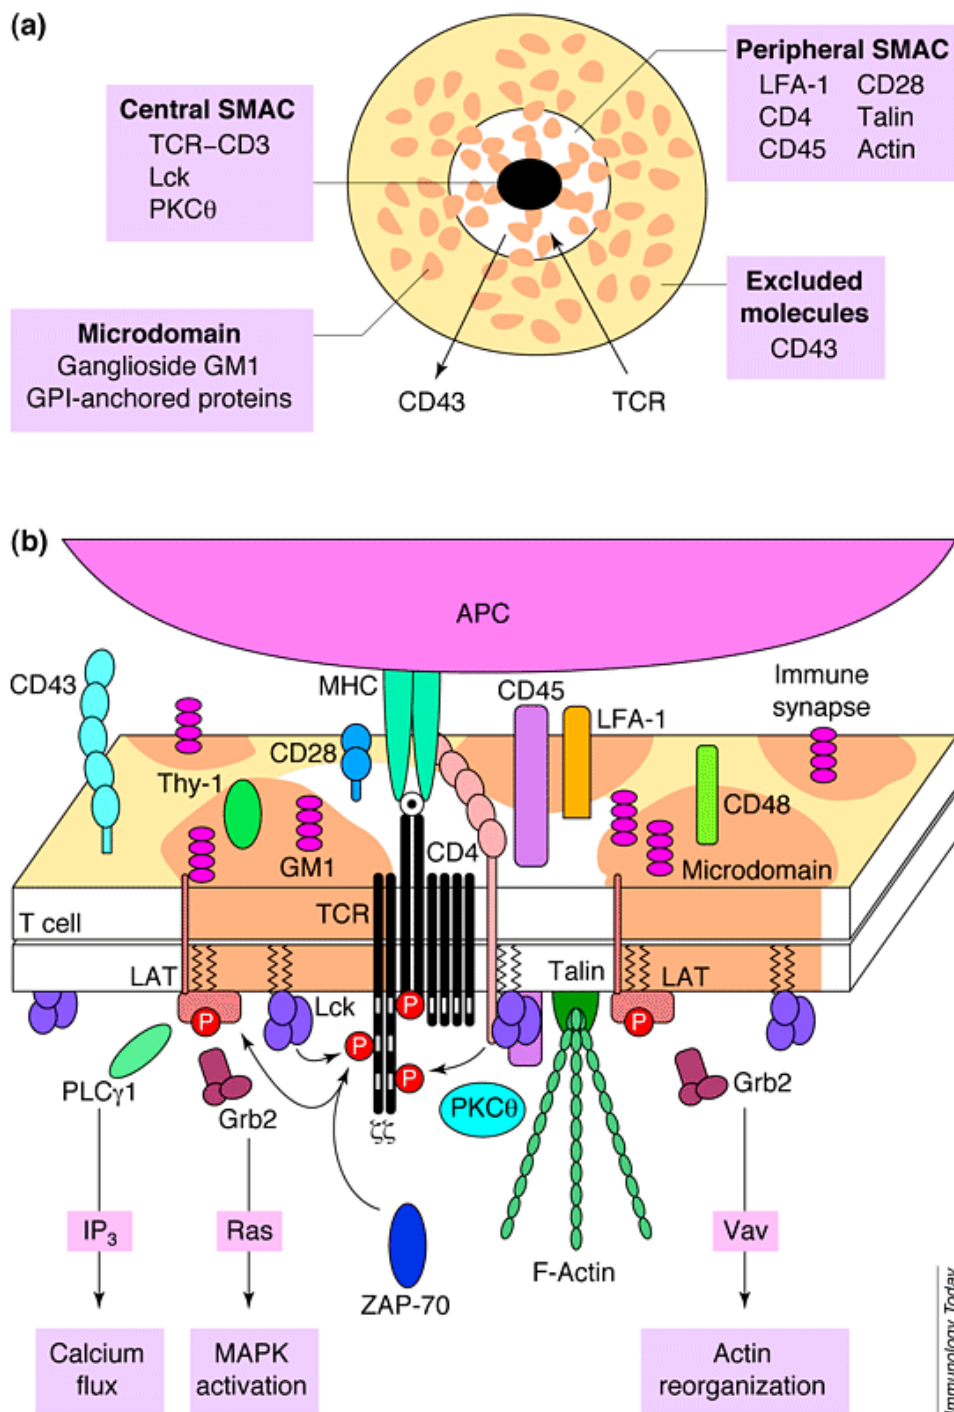 (a)
Central SMAC
TCR–CD3
Lck
PKCθ
Peripheral SMAC
LFA-1 CD28
CD4 Talin
CD45 Actin
Microdomain
Ganglioside GM1
GPI-anchored proteins
Excluded
molecules
CD43
CD43
TCR
(b)
APC
CD43
MHC
CD45
Immune
synapse
LFA-1
CD28
Thy-1
CD48
GM1
CD4
Microdomain
TCR
T cell
LAT
Talin
LAT
Lck
P
P
P
P
P
PLCγ1
Grb2
PKCθ
Grb2
ζζ
IP3
Ras
Vav
F-Actin
ZAP-70
Calcium
flux
MAPK
activation
Actin
reorganization
Immunology Today